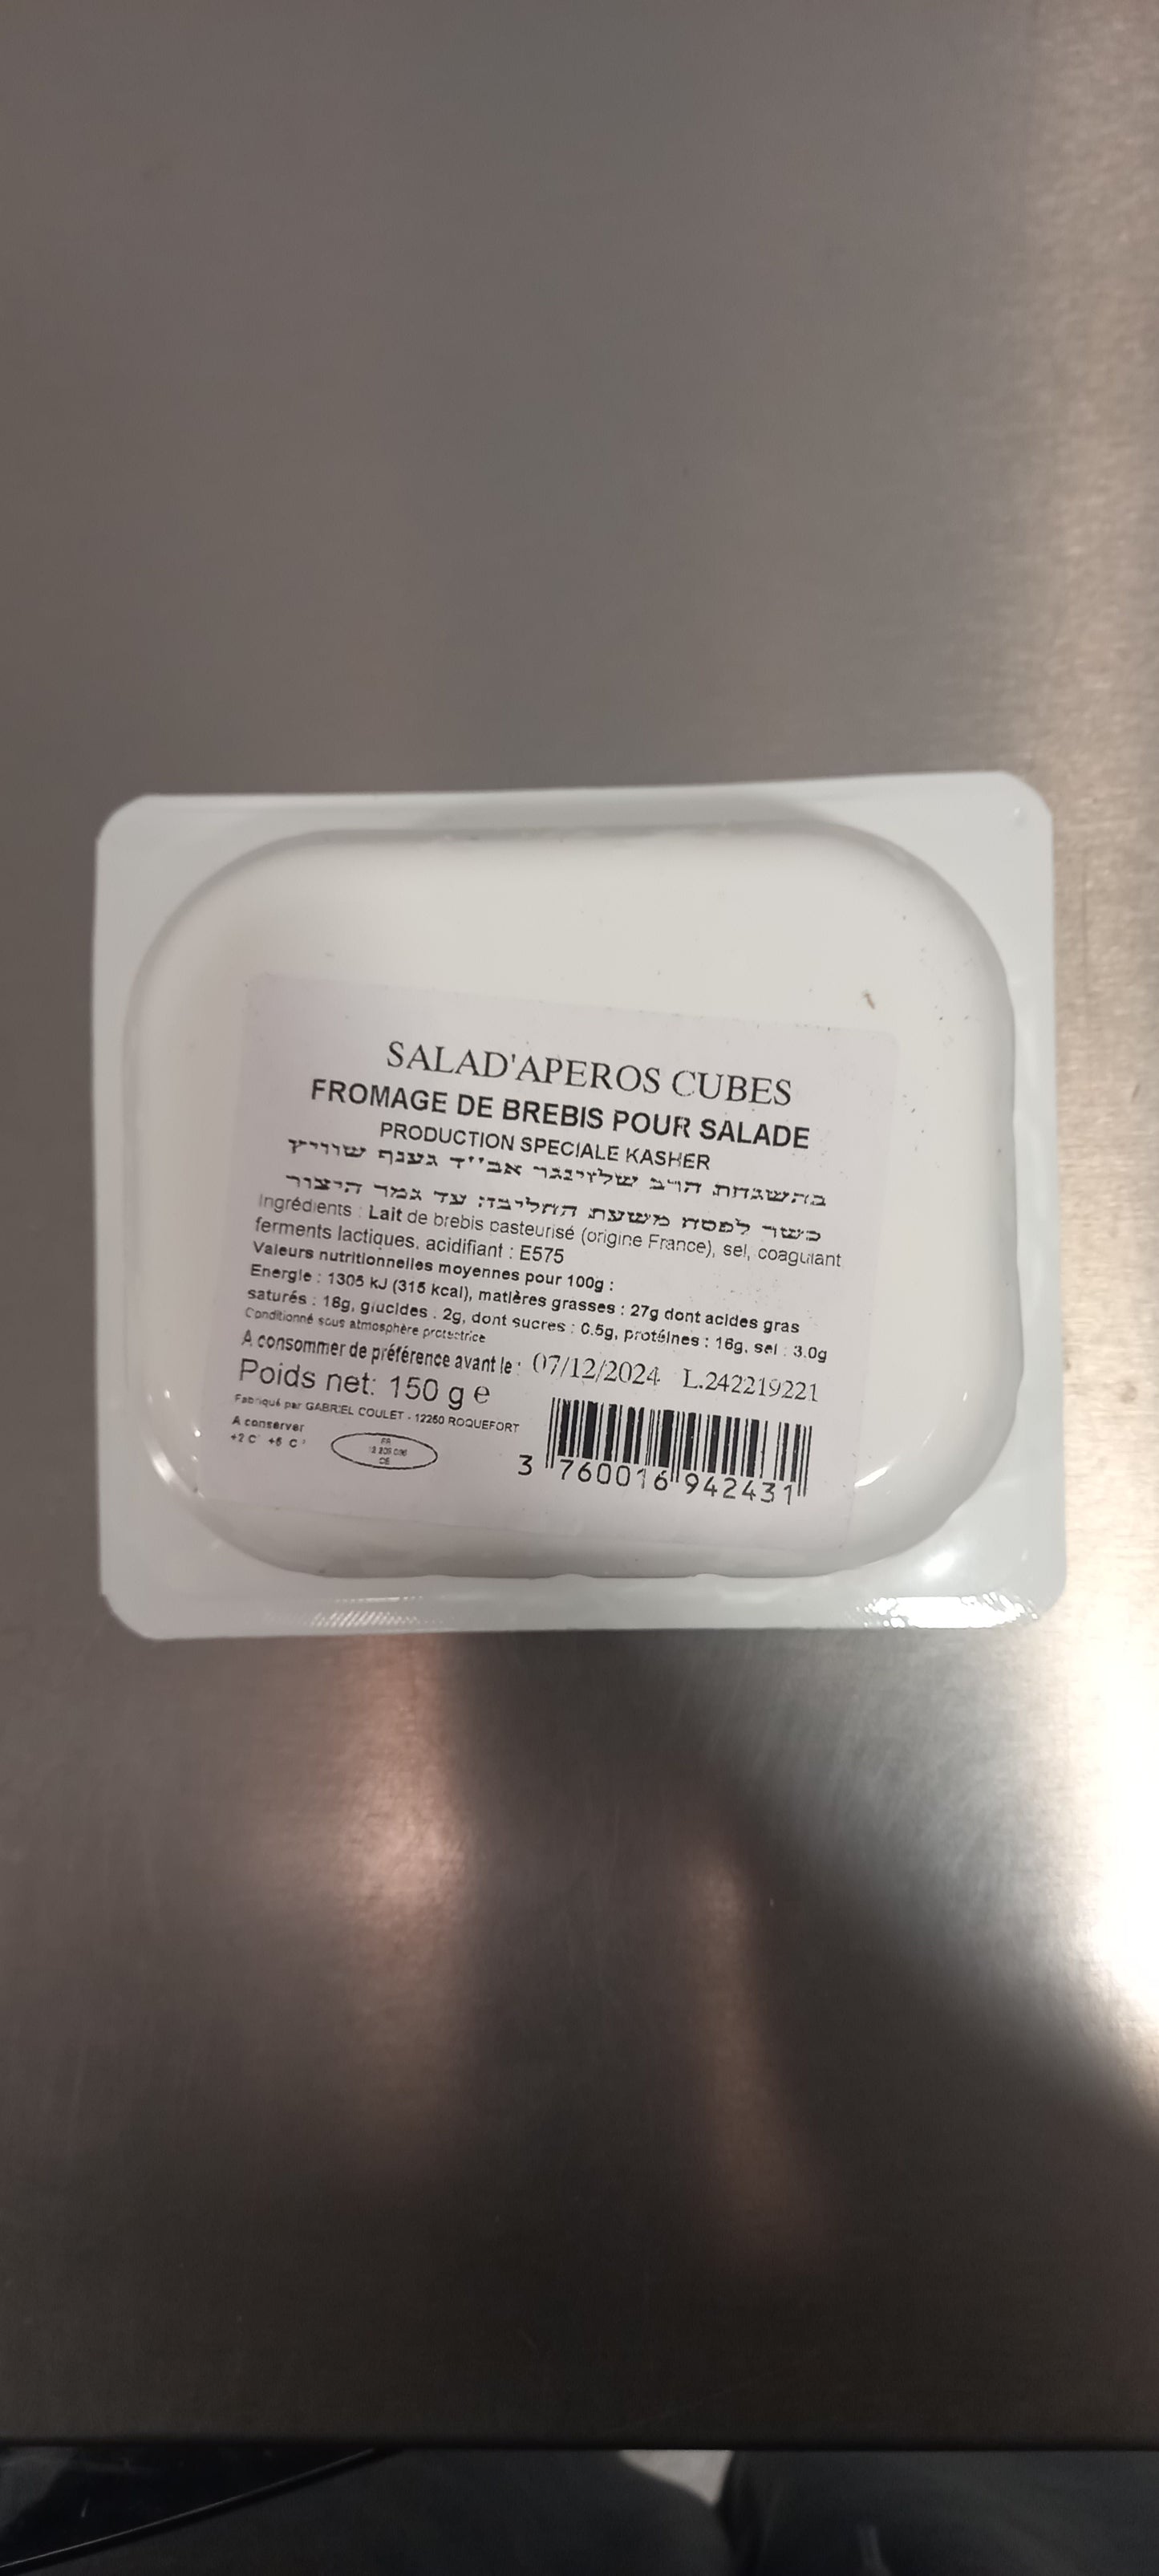 SALAD'APEROS CUBES
FROMAGE DE BREBIS POUR SALADE
PRODUCTION SPECIALE KASHER
בהשגחת הרב שלזינגר אב''ד גענף שווייץ
כשר לפסח משעת החליבה עד גמר היצור
Ingrédients : Lait de brebis pasteurisé (origine France), sel, coagulant
ferments lactiques, acidifiant : E575
Valeurs nutritionnelles moyennes pour 100g :
Energie : 1305 kJ (315 kcal), matières grasses : 27g dont acides gras
saturés : 18g, glucides : 2g, dont sucres : 0.5g, protéines : 16g, sel : 3.0g
Conditionné sous atmosphère protectrice
A consommer de préférence avant le : 07/12/2024 L.242219221
Poids net: 150 g e
Fabriqué par GABRIEL COULET - 12250 ROQUEFORT
A conserver
+2 C° +6 C°
FR
CE
3 760016 942431